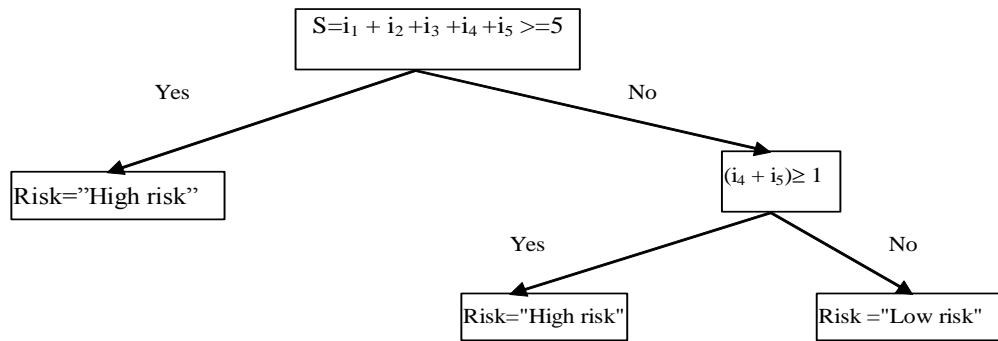 S=i₁ + i₂ +i₃ +i₄ +i₅ >=5
Yes
No
Risk=”High risk”
(i₄ + i₅)≥ 1
Yes
No
Risk="High risk"
Risk ="Low risk"